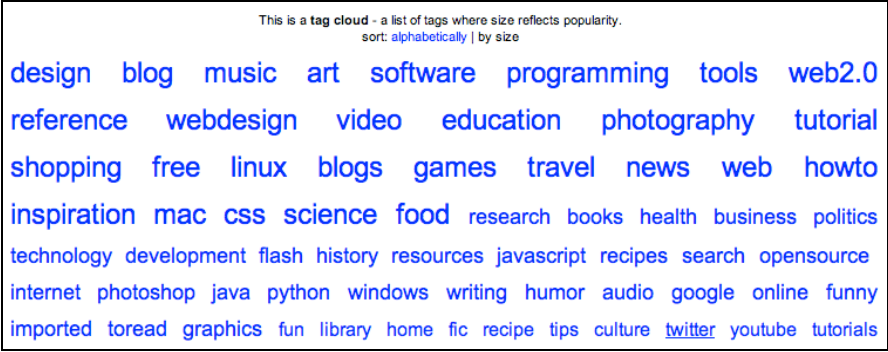 This is a tag cloud - a list of tags where size reflects popularity.
sort: alphabetically | by size
design blog music art software programming tools web2.0
reference webdesign video education photography tutorial
shopping free linux blogs games travel news web howto
inspiration mac css science food research books health business politics
technology development flash history resources javascript recipes search opensource
internet photoshop java python windows writing humor audio google online funny
imported toread graphics fun library home fic recipe tips culture twitter youtube tutorials